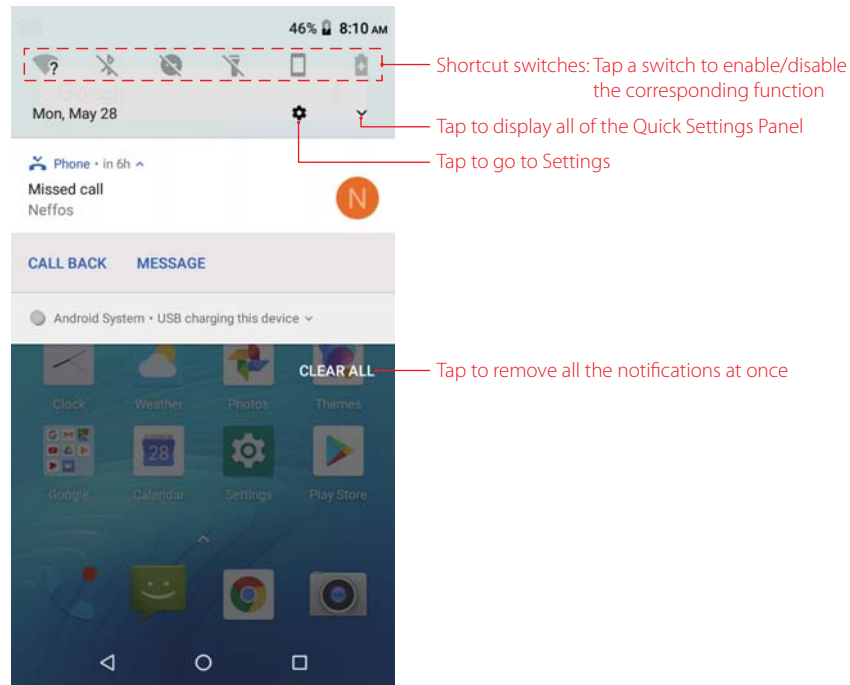 46% 8:10 AM
Shortcut switches: Tap a switch to enable/disable
the corresponding function
Mon, May 28
Tap to display all of the Quick Settings Panel
Tap to go to Settings
Phone • in 6h
Missed call
Neffos
N
CALL BACK MESSAGE
Android System • USB charging this device
CLEAR ALL
Tap to remove all the notifications at once
Clock Weather Photos Themes
28
Google Calendar Settings Play Store